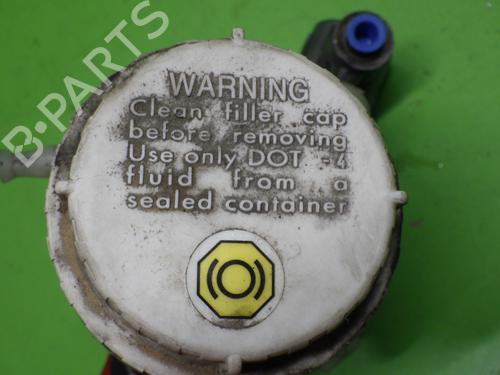 B-PARTS
WARNING
Clean filler cap
before removing
Use only DOT -4
fluid from a
sealed container